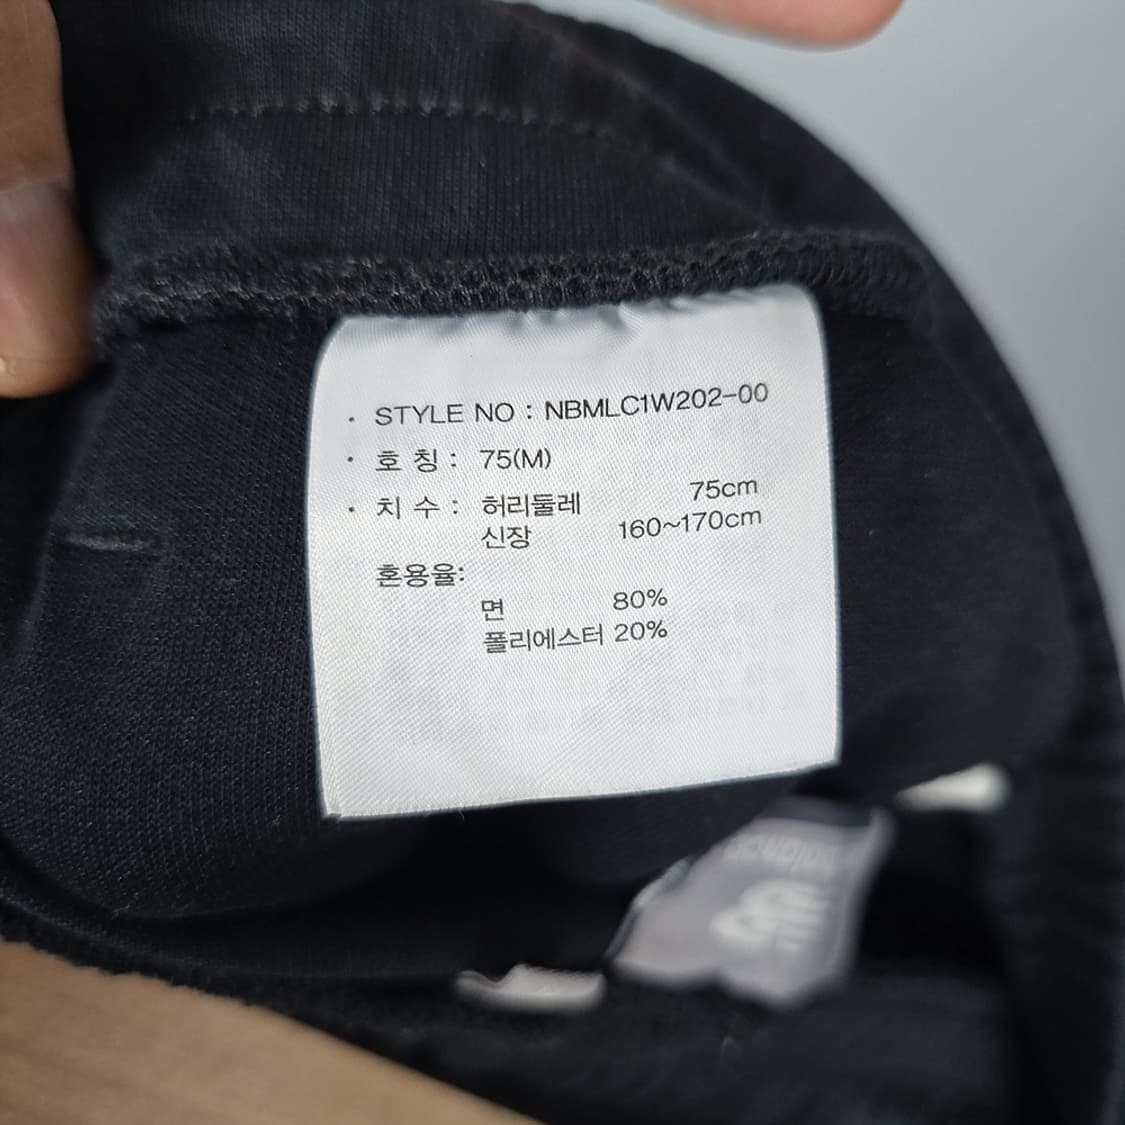 · STYLE NO : NBMLC1W202-00
· 호 칭 : 75(M)
· 치 수 : 허리둘레 75cm
신장 160~170cm
혼용율:
면 80%
폴리에스터 20%